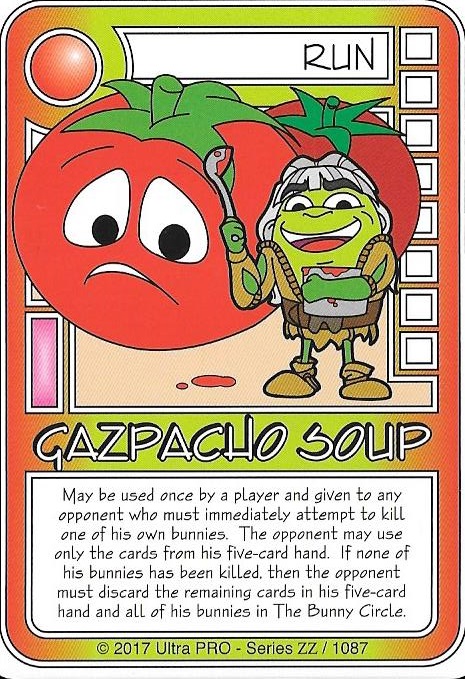 RUN
GAZPACHO SOUP
May be used once by a player and given to any
opponent who must immediately attempt to kill
one of his own bunnies. The opponent may use
only the cards from his five-card hand. If none of
his bunnies has been killed, then the opponent
must discard the remaining cards in his five-card
hand and all of his bunnies in The Bunny Circle.
© 2017 Ultra PRO - Series ZZ / 1087